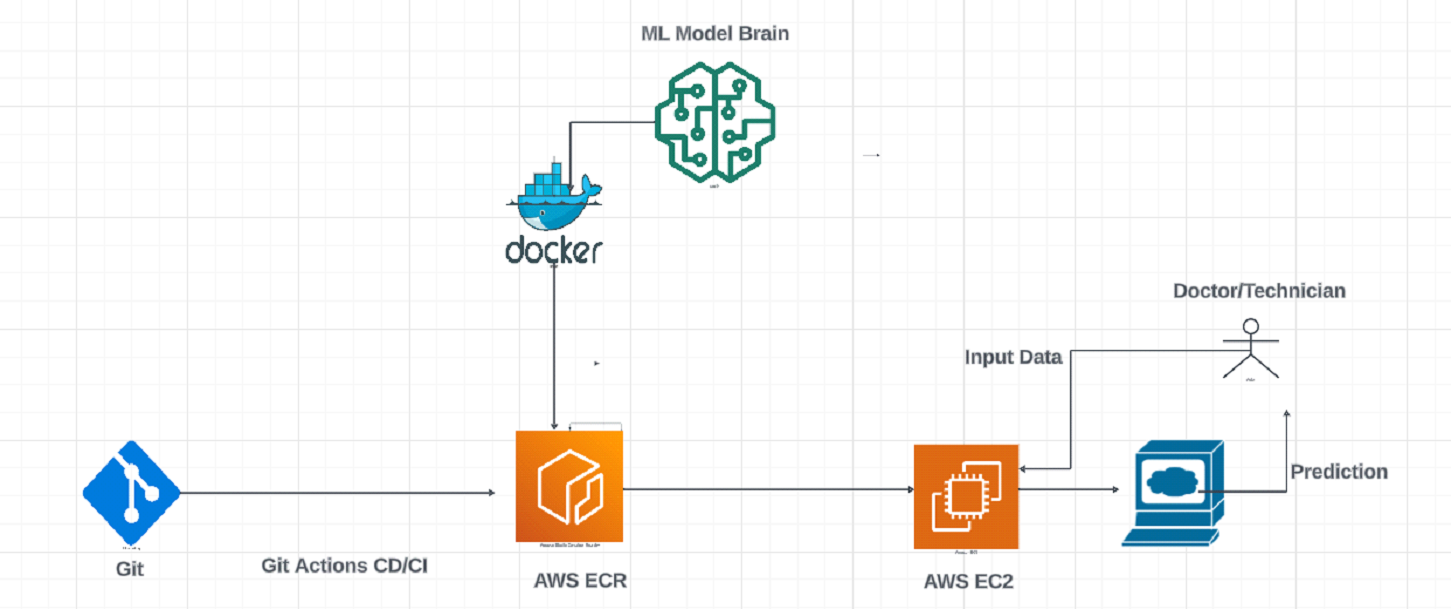 ML Model Brain
docker
Doctor/Technician
Input Data
Prediction
Git
Git Actions CD/CI
AWS ECR
AWS EC2